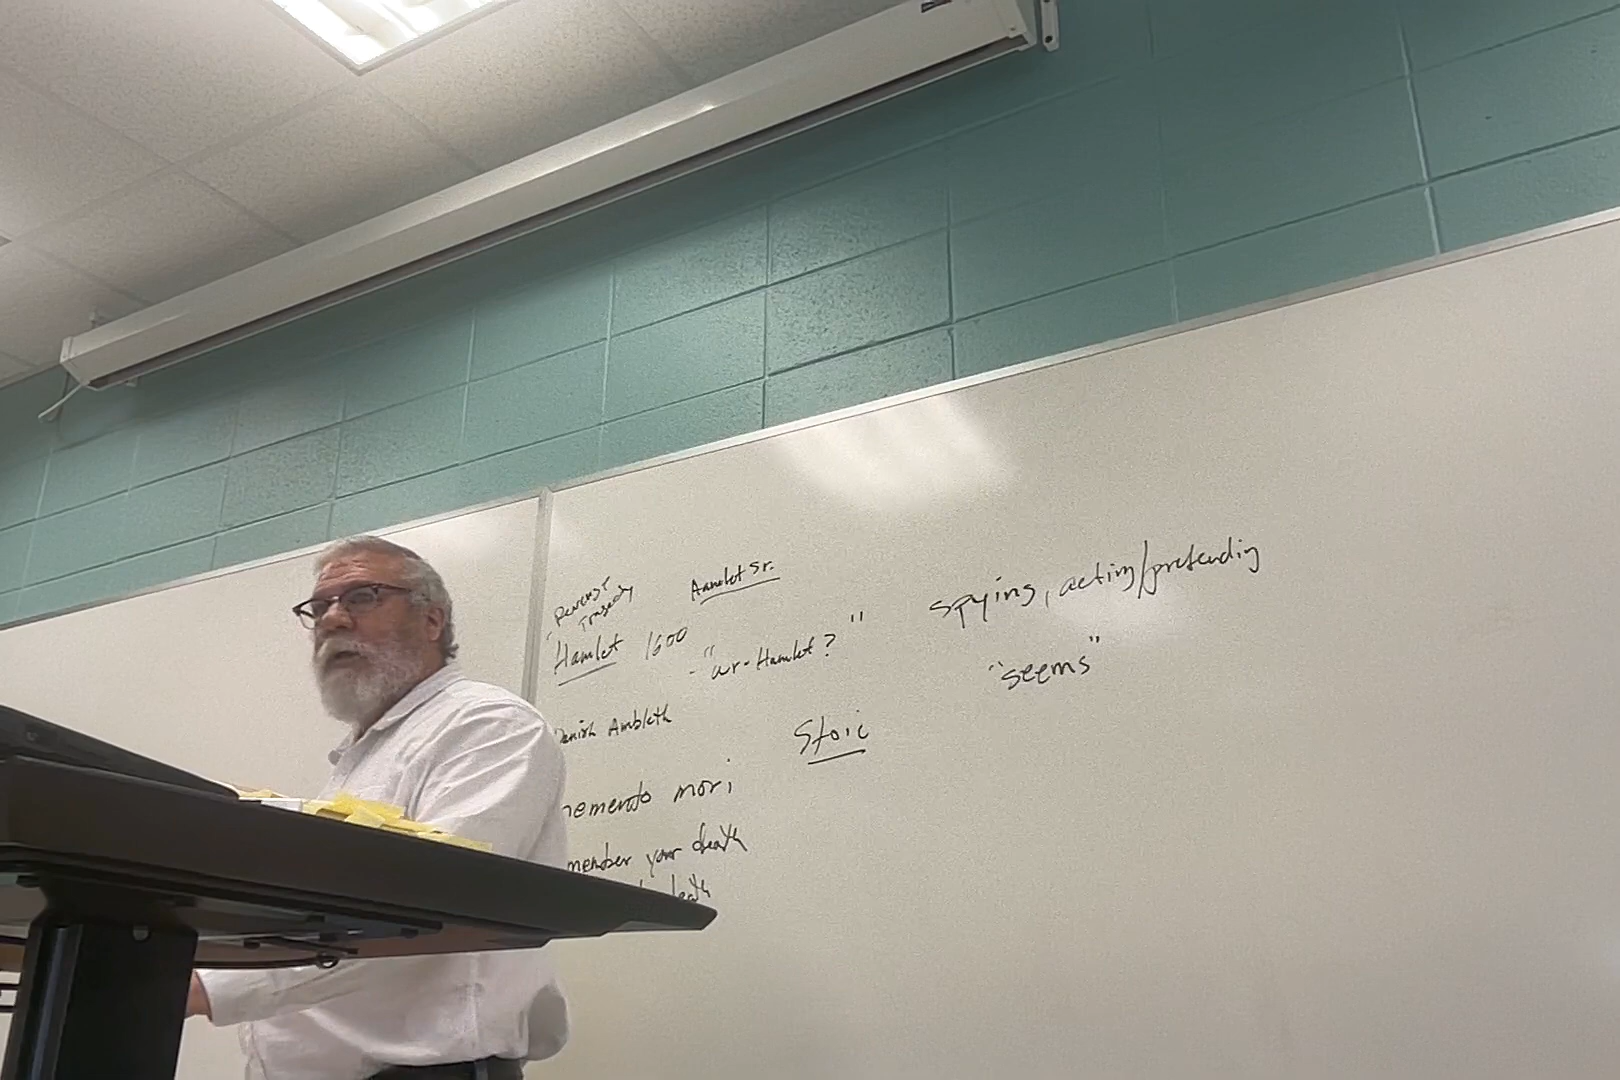 Revenge
Tragedy
Hamlet 1600
Hamlet Sr.
- "ur-Hamlet?"
Danish Ambleth
memento mori
member your death
death
Stoic
spying, acting/pretending
"seems"